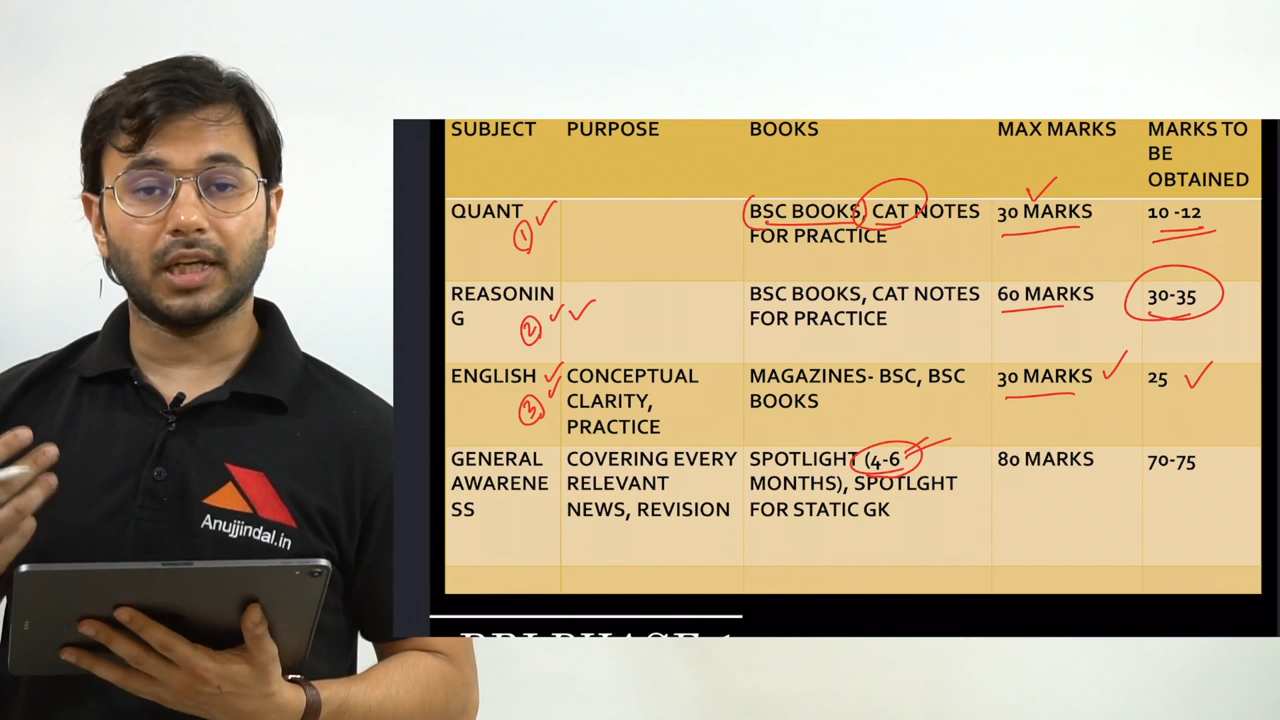 SUBJECT PURPOSE BOOKS MAX MARKS MARKS TO
BE
OBTAINED
QUANT BSC BOOKS, CAT NOTES 30 MARKS 10 -12
FOR PRACTICE
1
REASONIN BSC BOOKS, CAT NOTES 60 MARKS 30-35
G FOR PRACTICE
2
ENGLISH CONCEPTUAL MAGAZINES- BSC, BSC 30 MARKS 25
CLARITY, BOOKS
3 PRACTICE
GENERAL COVERING EVERY SPOTLIGHT (4-6 80 MARKS 70-75
AWARENE RELEVANT MONTHS), SPOTLGHT
SS NEWS, REVISION FOR STATIC GK
Anujjindal.in